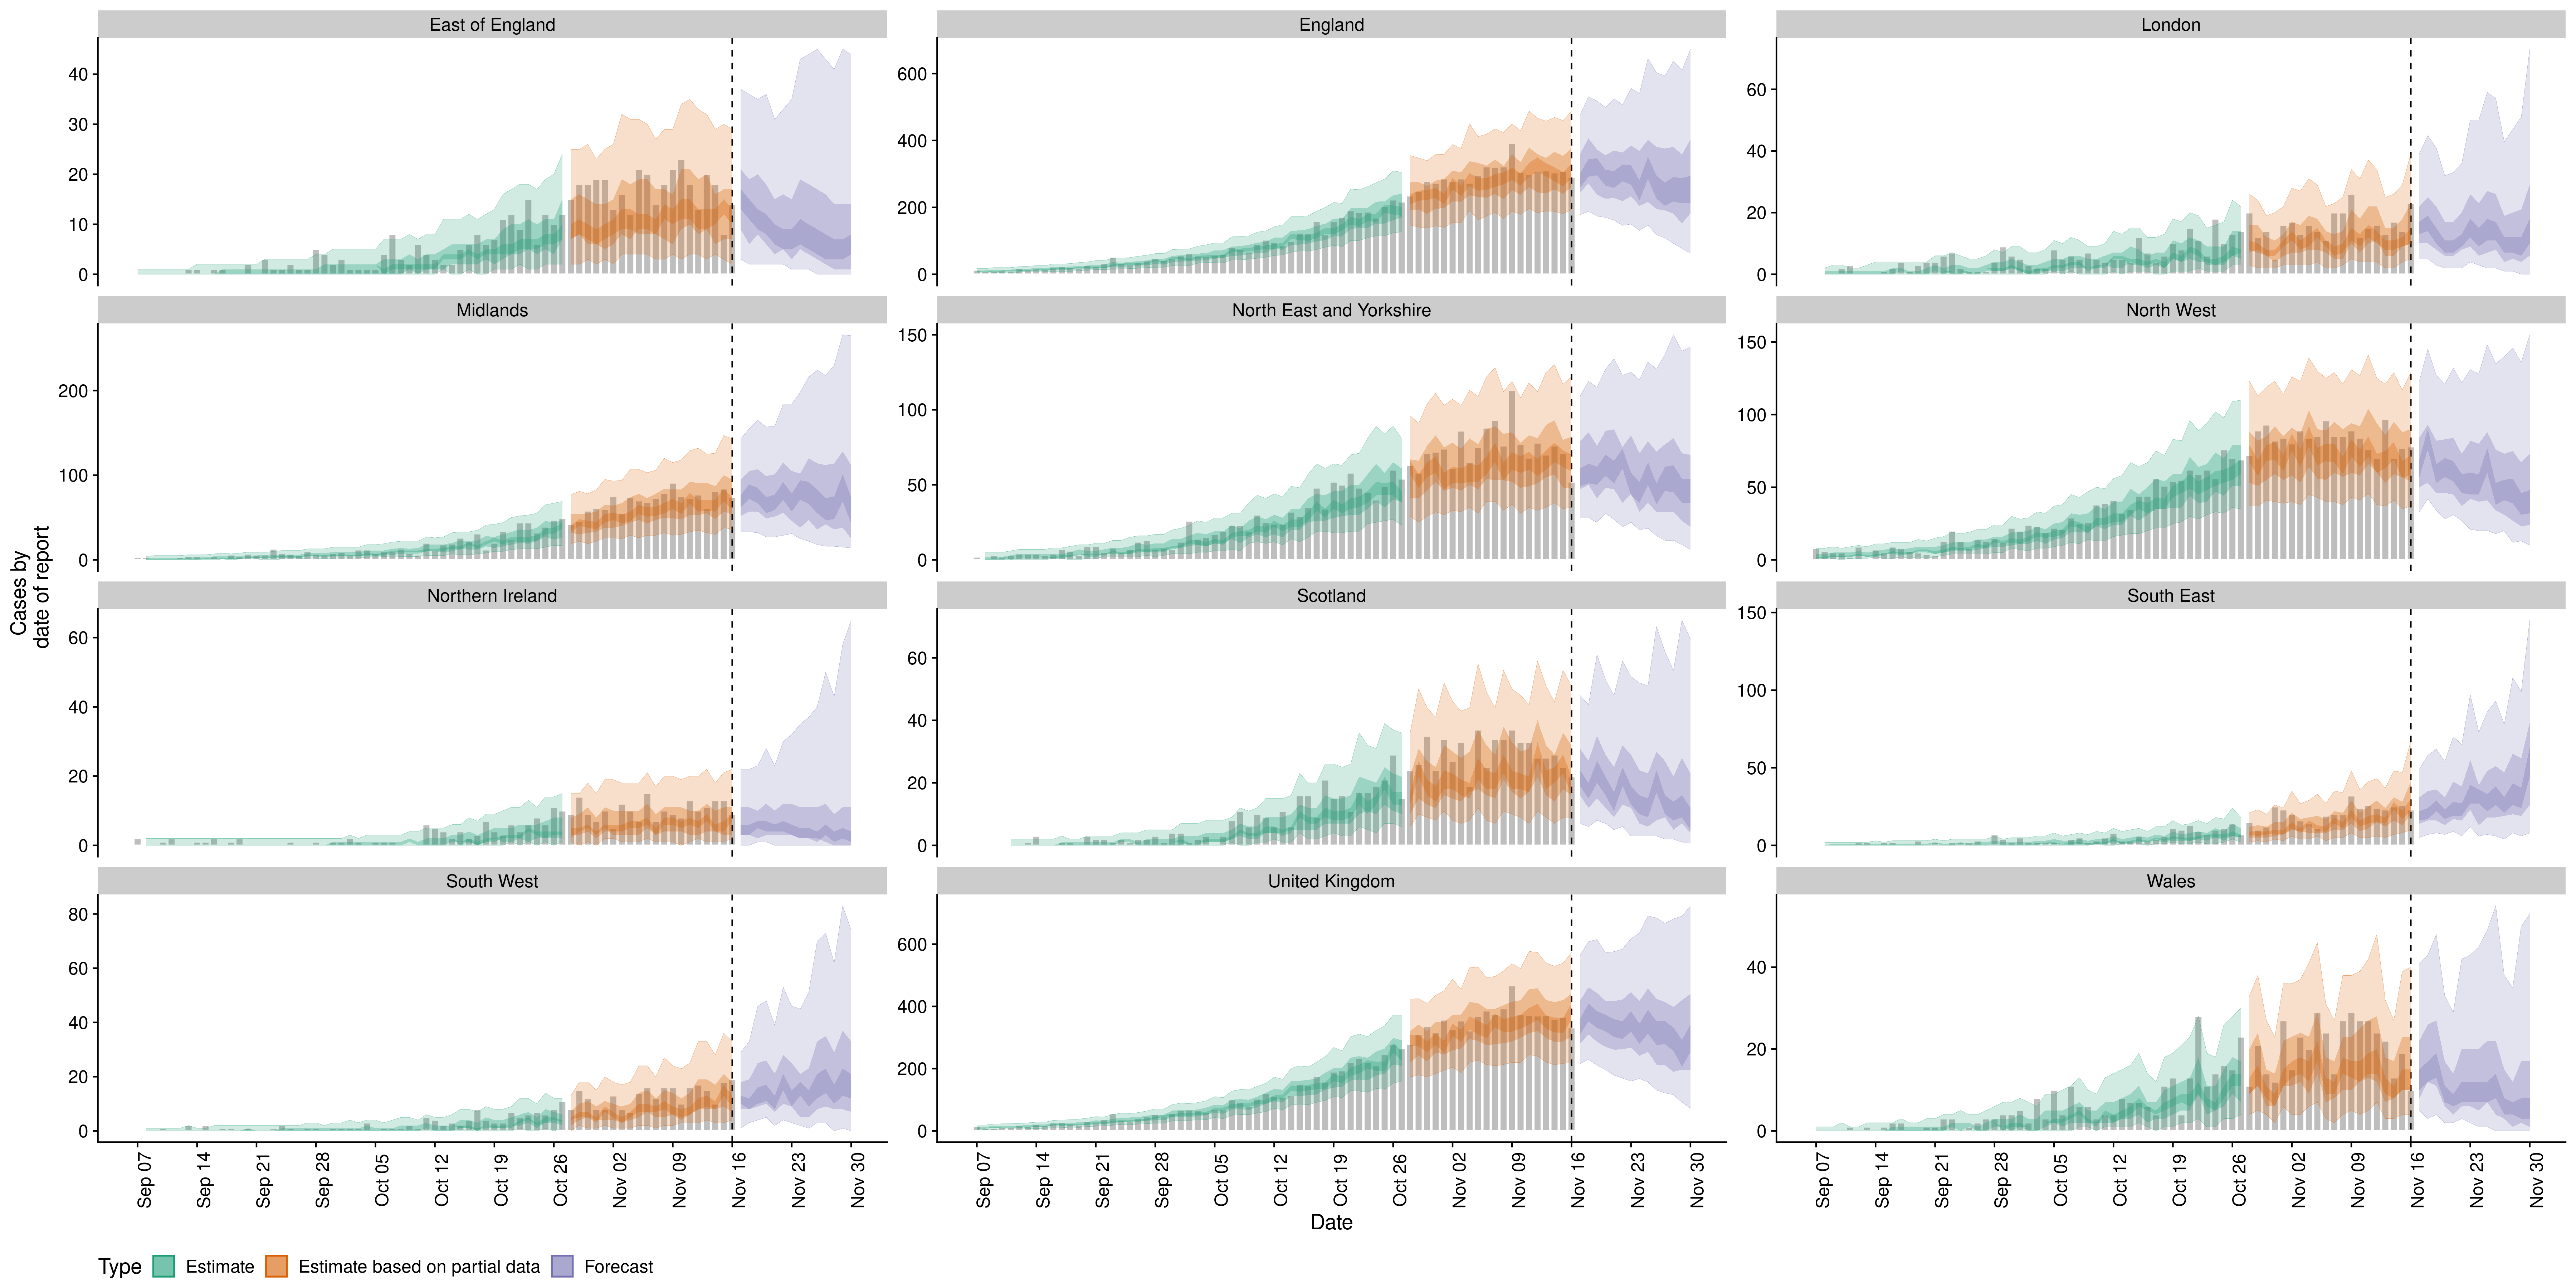 East of England
England
London
40
30
20
10
0
600
400
200
0
60
40
20
0
Midlands
North East and Yorkshire
North West
200
100
0
150
100
50
0
150
100
50
0
Cases by
date of report
Northern Ireland
Scotland
South East
60
40
20
0
60
40
20
0
150
100
50
0
South West
United Kingdom
Wales
80
60
40
20
0
600
400
200
0
40
20
0
Sep 07
Sep 14
Sep 21
Sep 28
Oct 05
Oct 12
Oct 19
Oct 26
Nov 02
Nov 09
Nov 16
Nov 23
Nov 30
Sep 07
Sep 14
Sep 21
Sep 28
Oct 05
Oct 12
Oct 19
Oct 26
Nov 02
Nov 09
Nov 16
Nov 23
Nov 30
Sep 07
Sep 14
Sep 21
Sep 28
Oct 05
Oct 12
Oct 19
Oct 26
Nov 02
Nov 09
Nov 16
Nov 23
Nov 30
Date
Type Estimate Estimate based on partial data Forecast